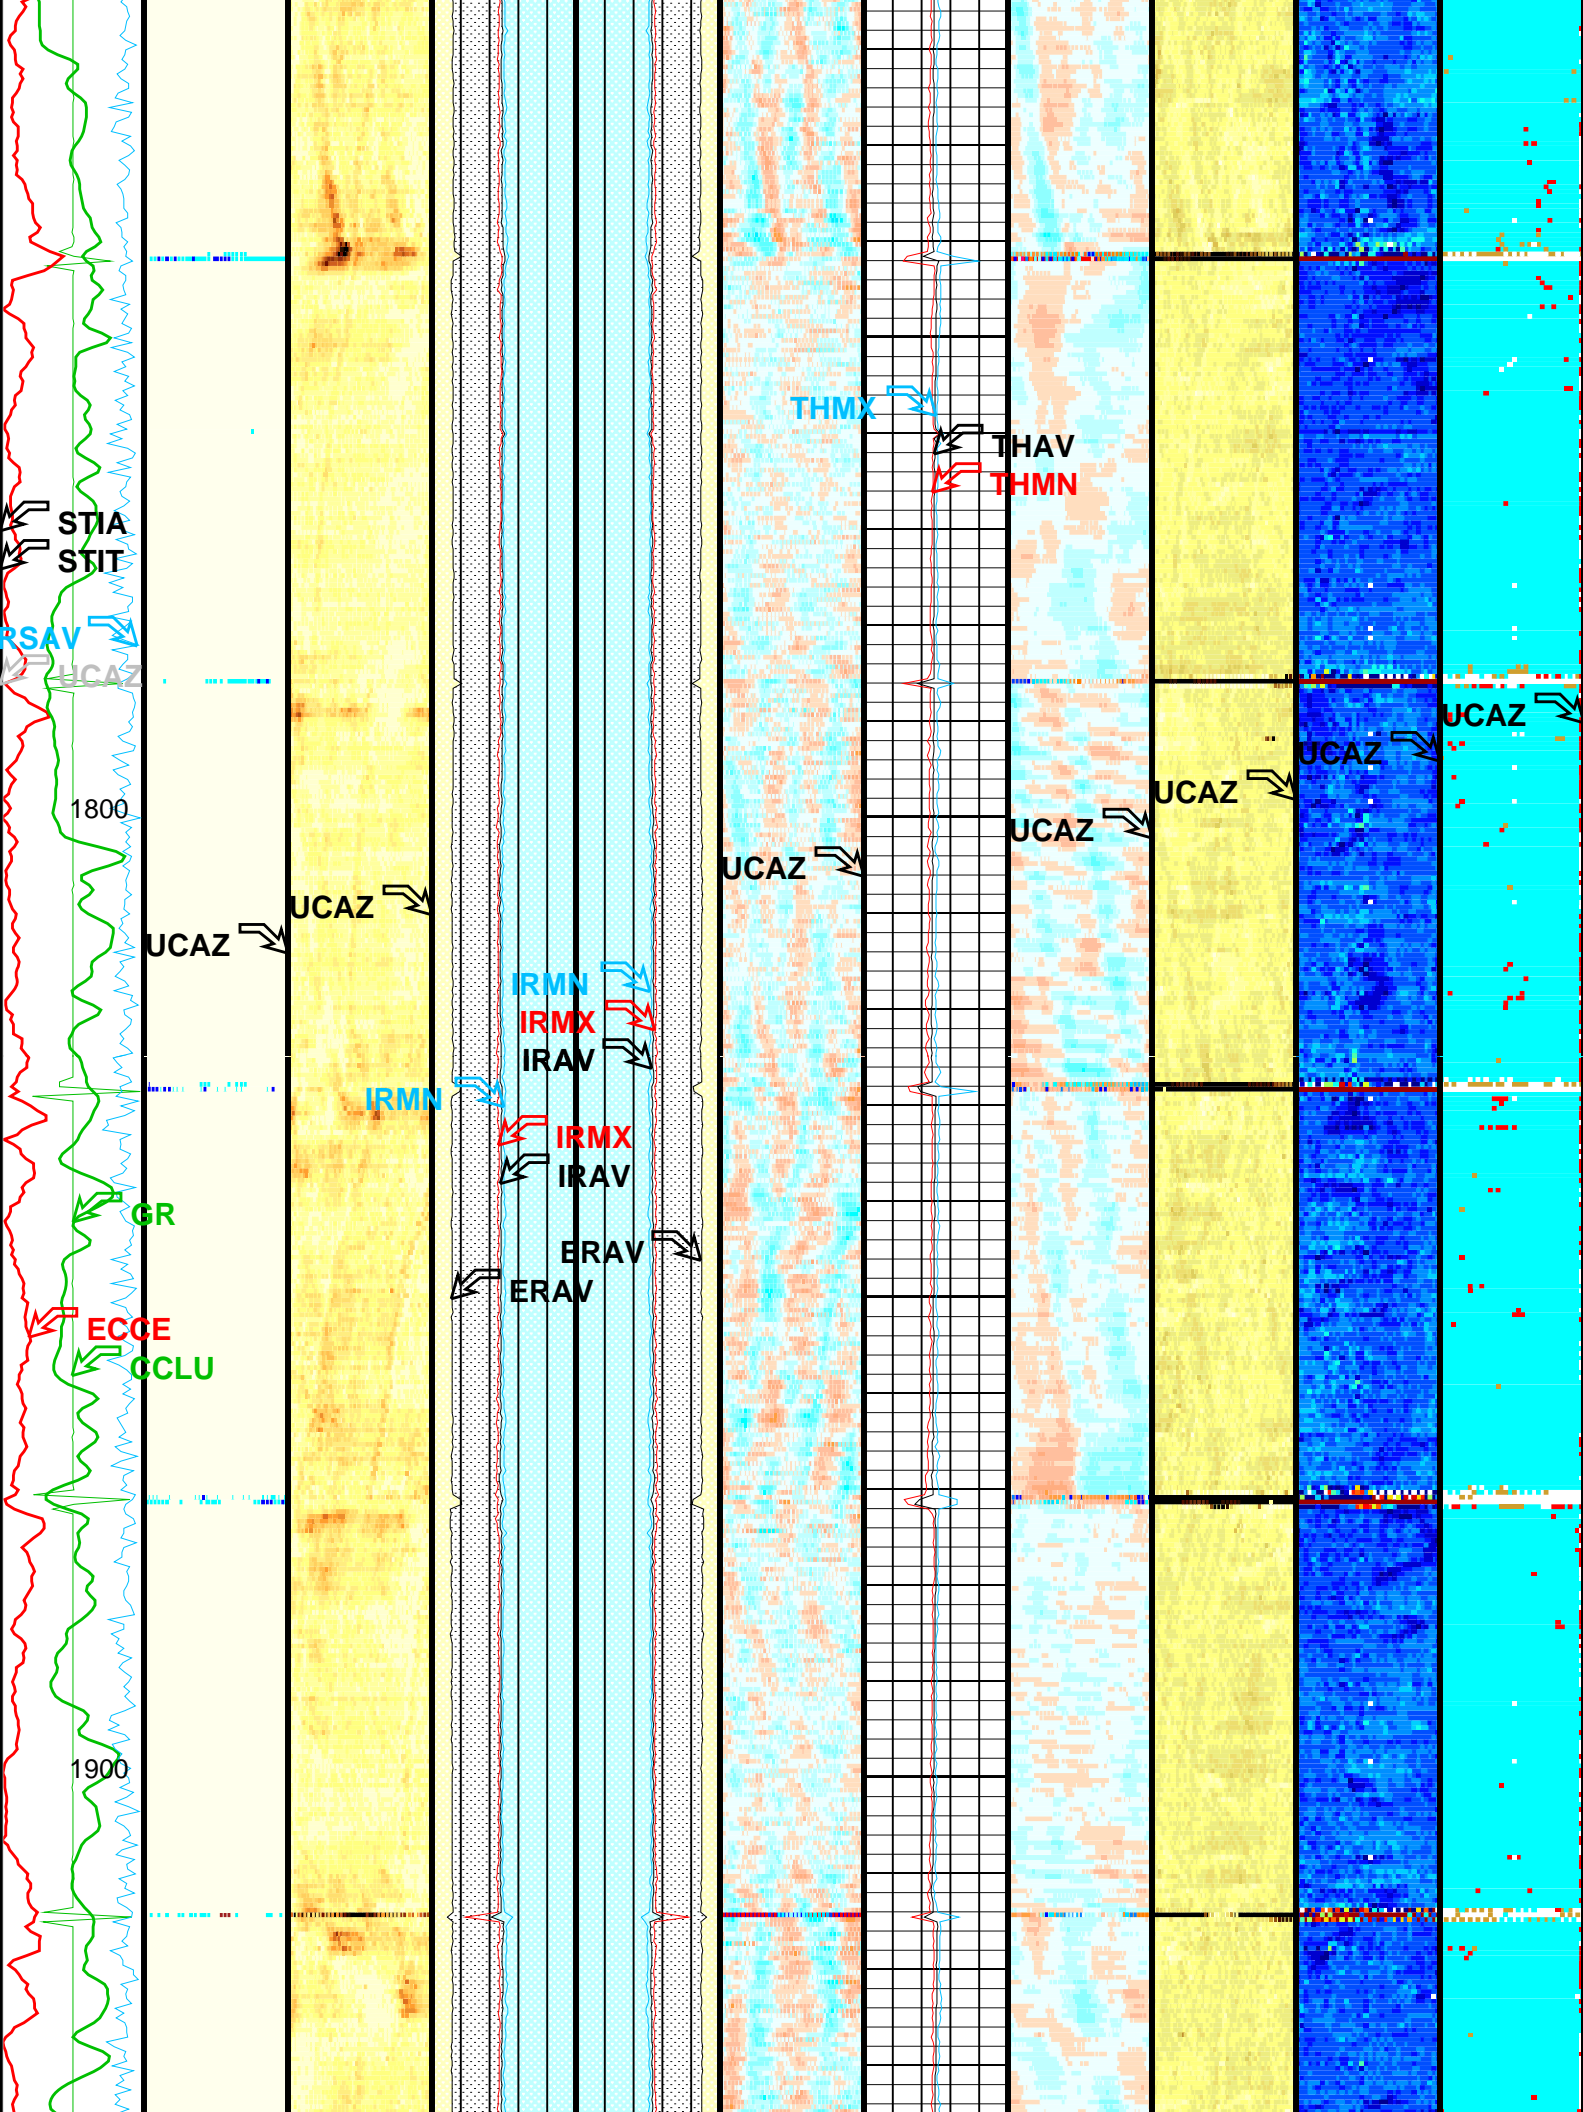 THMX
THAV
THMN
STIA
STIT
RSAV
UCAZ
UCAZ
UCAZ
UCAZ
1800
UCAZ
UCAZ
UCAZ
UCAZ
IRMN
IRMX
IRAV
IRMN
IRMX
IRAV
GR
ERAV
ERAV
ECCE
CCLU
1900